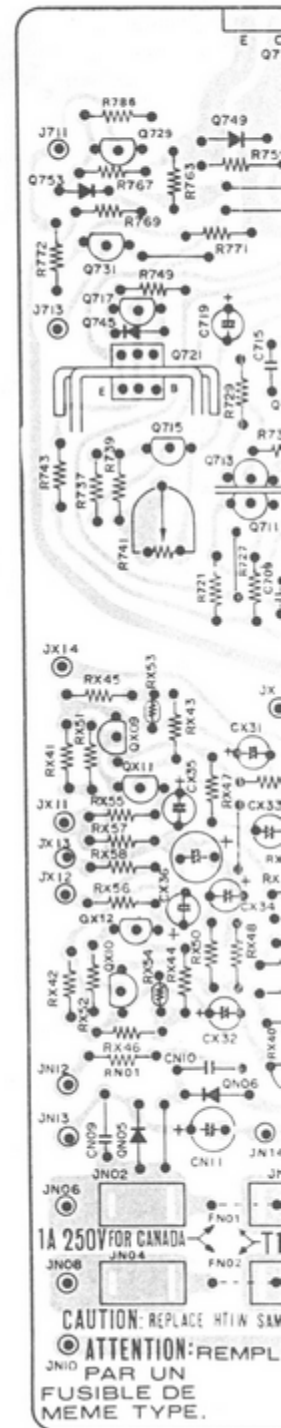 E
R786
J711
Q729
Q749
Q753
R767
R763
R769
R772
R771
Q731
R749
J713
Q717
Q745
C719
Q721
C715
E
B
R729
Q715
R743
R737
R739
Q713
Q711
R741
R721
R727
C709
JX14
RX53
RX45
JX
RX43
RX41
RX51
QX09
CX31
QX11
CX35
RX47
JX11
RX55
CX33
RX57
JX13
RX58
JX12
CX36
RX56
CX34
QX12
RX42
RX52
QX10
RX54
RX44
RX50
RX48
CX32
RX46
RX40
RN01
CN10
JN12
QN06
JN13
CN09
QN05
CN11
JN14
JN02
JN06
FN01
1A 250V FOR CANADA
T1
JN04
JN08
FN02
CAUTION: REPLACE HTIW SAM
JN10
ATTENTION: REMPL
PAR UN
FUSIBLE DE
MEME TYPE.